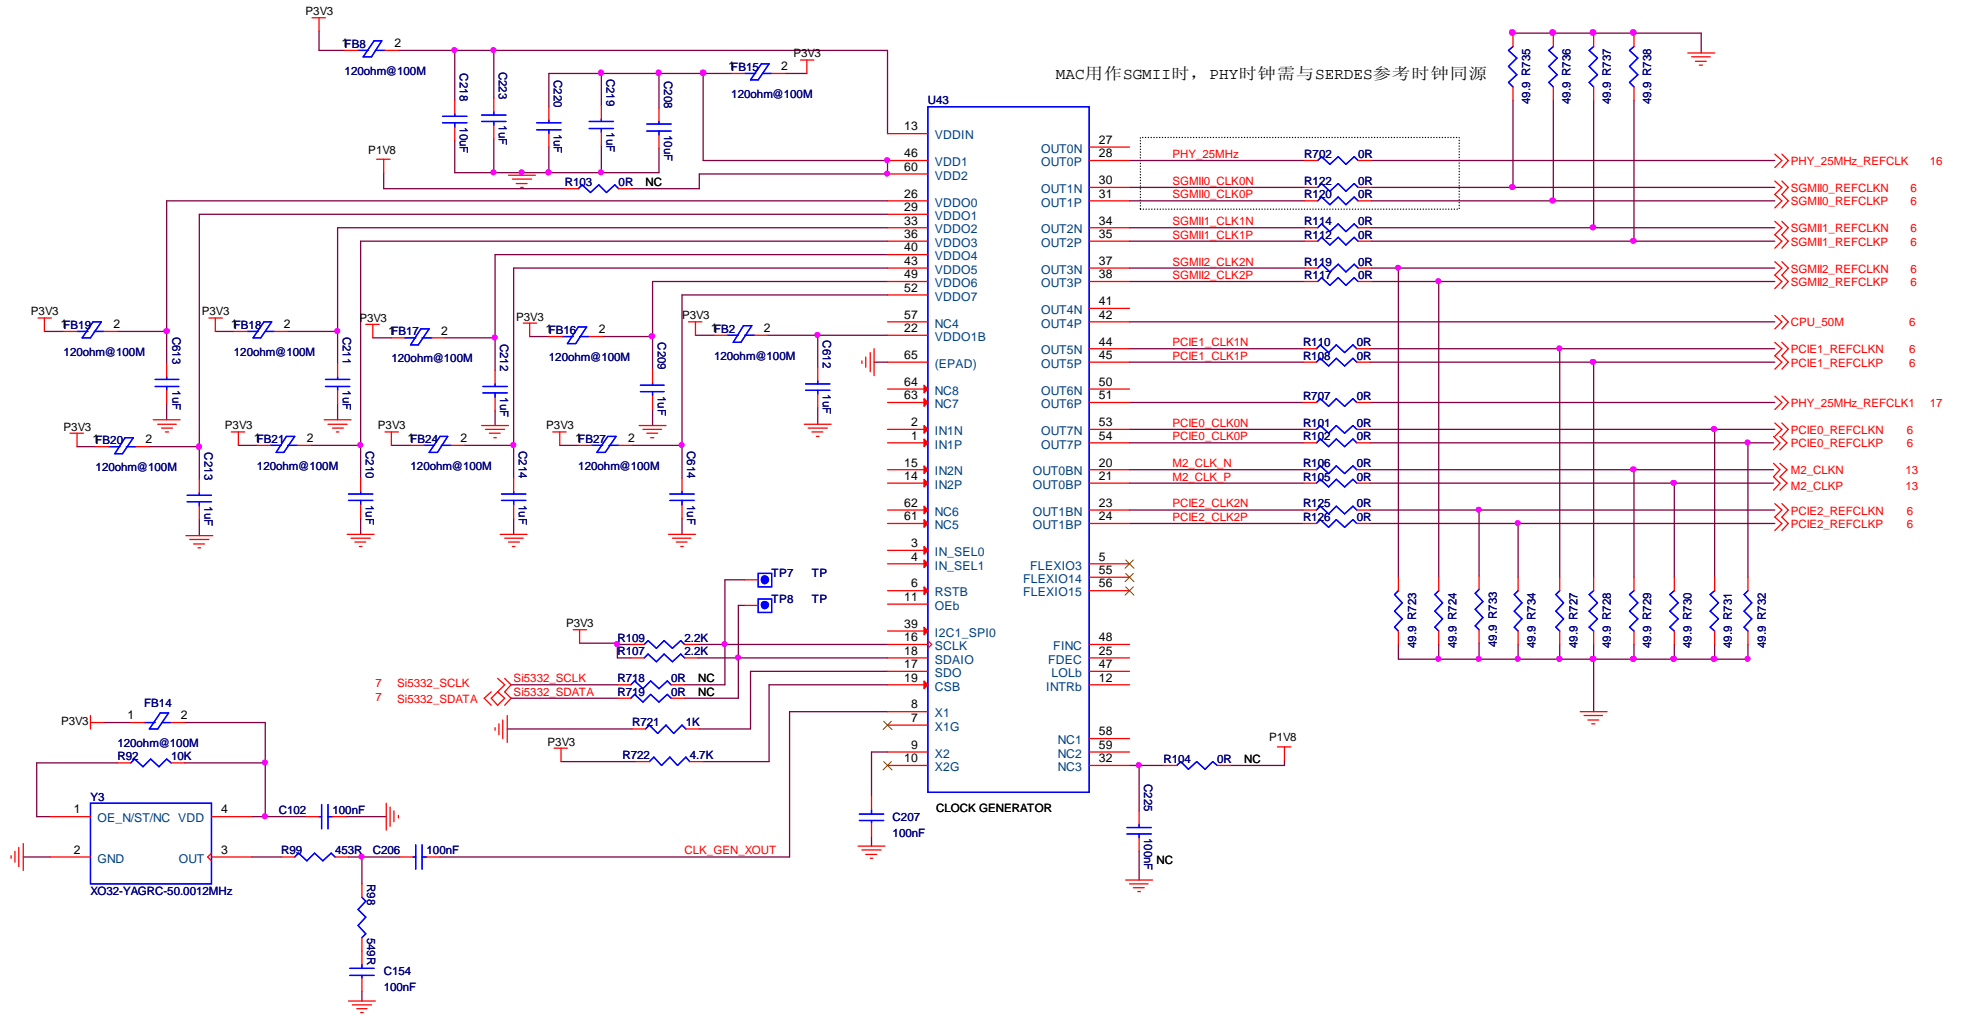 P3V3
FB8
1 2
120ohm@100M
C218 10uF
C223 1uF
C220 1uF
C219 1uF
C208 10uF
FB15
1 2
P3V3
120ohm@100M
P1V8
R103 0R NC
MAC用作SGMII时，PHY时钟需与SERDES参考时钟同源
49.9 R735
49.9 R736
49.9 R737
49.9 R738
U43
13 VDDIN
46 VDD1
60 VDD2
26 VDDO0
29 VDDO1
33 VDDO2
36 VDDO3
40 VDDO4
43 VDDO5
49 VDDO6
52 VDDO7
57 NC4
22 VDDO1B
65 (EPAD)
64 NC8
63 NC7
2 IN1N
1 IN1P
15 IN2N
14 IN2P
62 NC6
61 NC5
3 IN_SEL0
4 IN_SEL1
6 RSTB
11 OEb
39 I2C1_SPI0
16 SCLK
18 SDAIO
17 SDO
19 CSB
8 X1
7 X1G
9 X2
10 X2G
OUT0N 27
OUT0P 28 PHY_25MHz R702 0R PHY_25MHz_REFCLK 16
OUT1N 30 SGMII0_CLK0N R122 0R SGMII0_REFCLKN 6
OUT1P 31 SGMII0_CLK0P R120 0R SGMII0_REFCLKP 6
OUT2N 34 SGMII1_CLK1N R114 0R SGMII1_REFCLKN 6
OUT2P 35 SGMII1_CLK1P R112 0R SGMII1_REFCLKP 6
OUT3N 37 SGMII2_CLK2N R119 0R SGMII2_REFCLKN 6
OUT3P 38 SGMII2_CLK2P R117 0R SGMII2_REFCLKP 6
OUT4N 41
OUT4P 42 CPU_50M 6
OUT5N 44 PCIE1_CLK1N R110 0R PCIE1_REFCLKN 6
OUT5P 45 PCIE1_CLK1P R108 0R PCIE1_REFCLKP 6
OUT6N 50
OUT6P 51 R707 0R PHY_25MHz_REFCLK1 17
OUT7N 53 PCIE0_CLK0N R101 0R PCIE0_REFCLKN 6
OUT7P 54 PCIE0_CLK0P R102 0R PCIE0_REFCLKP 6
OUT0BN 20 M2_CLK_N R106 0R M2_CLKN 13
OUT0BP 21 M2_CLK_P R105 0R M2_CLKP 13
OUT1BN 23 PCIE2_CLK2N R125 0R PCIE2_REFCLKN 6
OUT1BP 24 PCIE2_CLK2P R126 0R PCIE2_REFCLKP 6
FLEXIO3 5
FLEXIO14 55
FLEXIO15 56
FINC 48
FDEC 25
LOLb 47
INTRb 12
NC1 58
NC2 59
NC3 32
CLOCK GENERATOR
49.9 R723
49.9 R724
49.9 R733
49.9 R734
49.9 R727
49.9 R728
49.9 R729
49.9 R730
49.9 R731
49.9 R732
R104 0R NC
P1V8
C225 100nF NC
P3V3 FB19 1 2
120ohm@100M
C613 1uF
P3V3 FB18 1 2
120ohm@100M
C211 1uF
P3V3 FB17 1 2
120ohm@100M
C212 1uF
P3V3 FB16 1 2
120ohm@100M
C209 1uF
P3V3 FB2 1 2
120ohm@100M
C612 1uF
P3V3 FB20 1 2
120ohm@100M
C213 1uF
P3V3 FB21 1 2
120ohm@100M
C210 1uF
P3V3 FB24 1 2
120ohm@100M
C214 1uF
P3V3 FB27 1 2
120ohm@100M
C614 1uF
TP7 TP
TP8 TP
P3V3
R109 2.2K
R107 2.2K
7 Si5332_SCLK Si5332_SCLK R718 0R NC
7 Si5332_SDATA Si5332_SDATA R719 0R NC
R721 1K
P3V3
R722 4.7K
C207
100nF
P3V3 1 FB14 2
120ohm@100M
R92 10K
Y3
1 OE_N/ST/NC VDD 4
2 GND OUT 3
XO32-YAGRC-50.0012MHz
C102 100nF
R99 453R C206 100nF
CLK_GEN_XOUT
R98 549R
C154
100nF